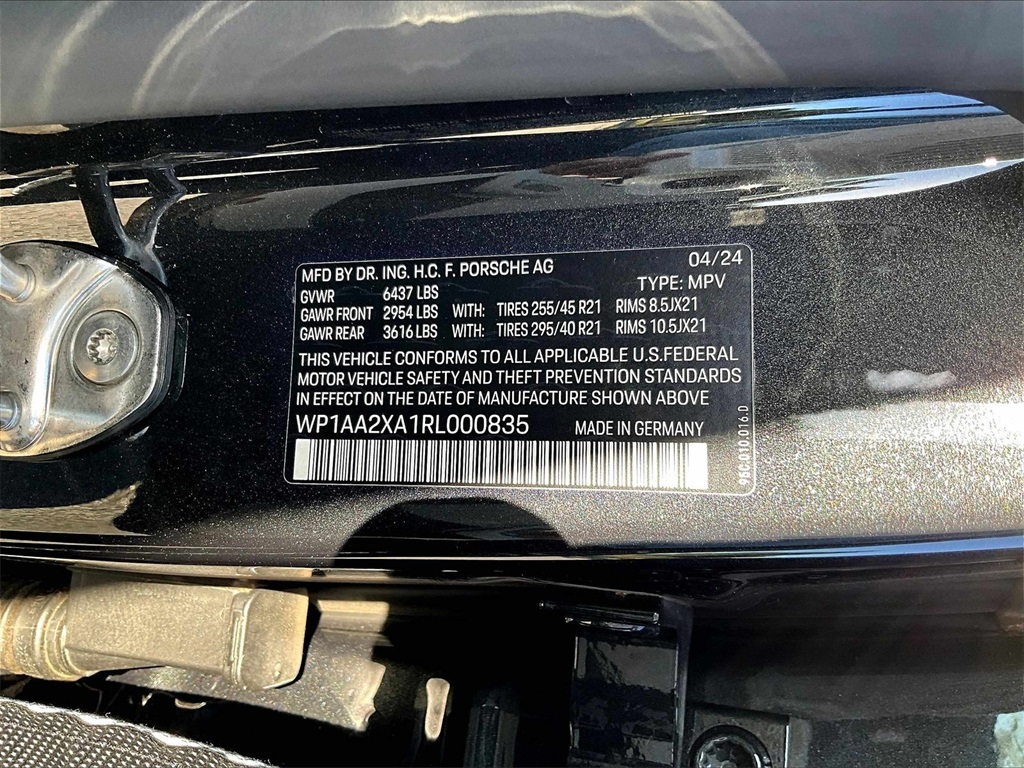 MFD BY DR. ING. H.C. F. PORSCHE AG 04/24
GVWR 6437 LBS TYPE: MPV
GAWR FRONT 2954 LBS WITH: TIRES 255/45 R21 RIMS 8.5JX21
GAWR REAR 3616 LBS WITH: TIRES 295/40 R21 RIMS 10.5JX21
THIS VEHICLE CONFORMS TO ALL APPLICABLE U.S.FEDERAL
MOTOR VEHICLE SAFETY AND THEFT PREVENTION STANDARDS
IN EFFECT ON THE DATE OF MANUFACTURE SHOWN ABOVE
WP1AA2XA1RL000835 MADE IN GERMANY
95C.010.016.D